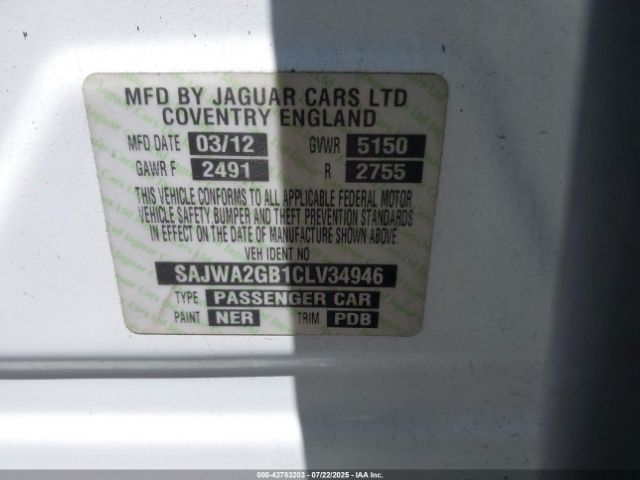 MFD BY JAGUAR CARS LTD
COVENTRY ENGLAND
MFD DATE 03/12 GVWR 5150
GAWR F 2491 R 2755
THIS VEHICLE CONFORMS TO ALL APPLICABLE FEDERAL MOTOR
VEHICLE SAFETY BUMPER AND THEFT PREVENTION STANDARDS
IN EFFECT ON THE DATE OF MANUFACTURE SHOWN ABOVE.
VEH IDENT NO
SAJWA2GB1CLV34946
TYPE PASSENGER CAR
PAINT NER TRIM PDB
000-42783203 - 07/22/2025 - IAA Inc.